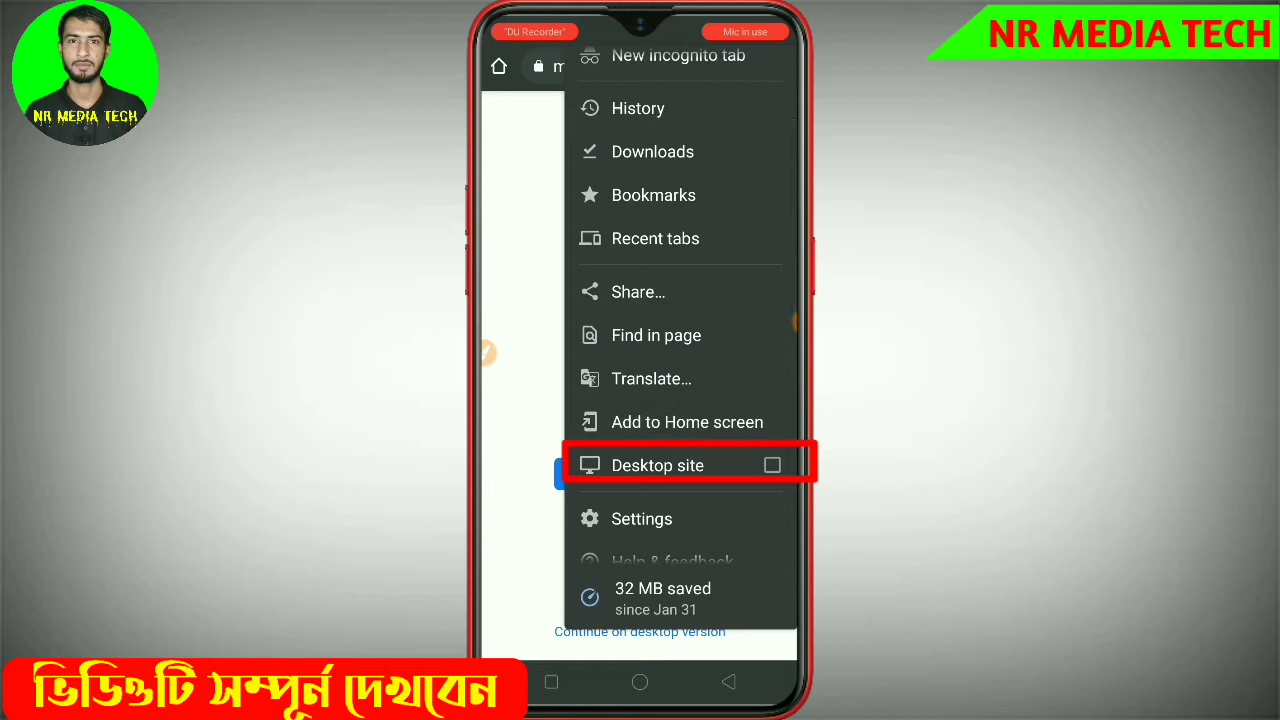 NR MEDIA TECH
NR MEDIA TECH
"DU Recorder"
Mic in use
m
New incognito tab
History
Downloads
Bookmarks
Recent tabs
Share...
Find in page
Translate...
Add to Home screen
Desktop site
Settings
Help & feedback
32 MB saved
since Jan 31
Continue on desktop version
ভিডিওটি সম্পূর্ন দেখবেন